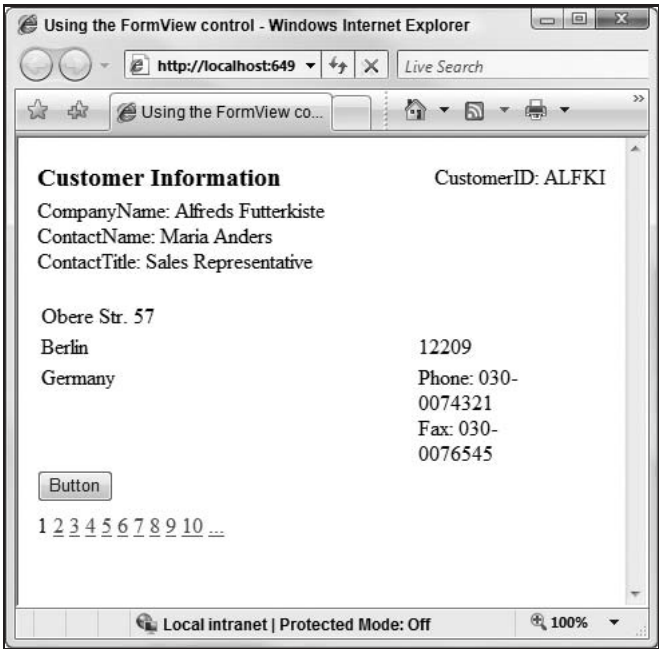 Using the FormView control - Windows Internet Explorer
http://localhost:649
Live Search
Using the FormView co...
Customer Information
CustomerID: ALFKI
CompanyName: Alfreds Futterkiste
ContactName: Maria Anders
ContactTitle: Sales Representative
Obere Str. 57
Berlin
12209
Germany
Phone: 030-
0074321
Fax: 030-
0076545
Button
1 2 3 4 5 6 7 8 9 10 ...
Local intranet | Protected Mode: Off
100%